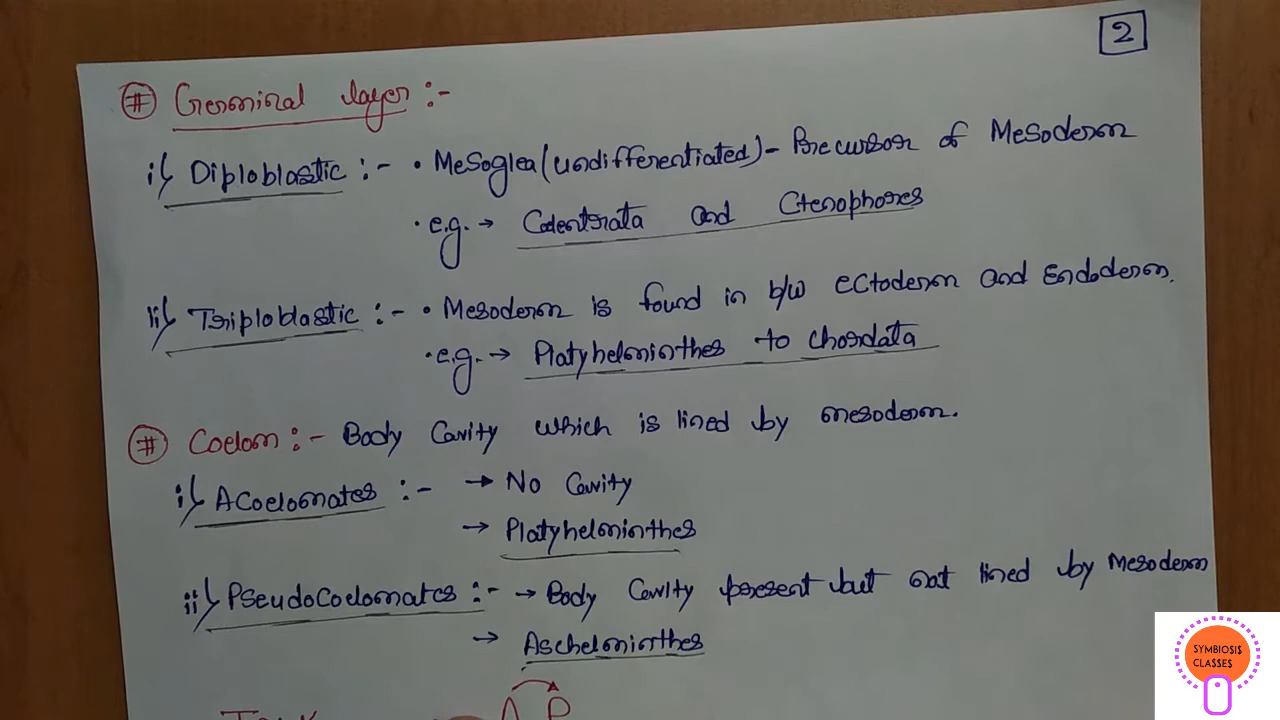 2
# Germinal layer :-
i) Diploblastic :- • Mesoglea (undifferentiated) - Precursor of Mesoderm
• e.g. → Coelentrata and Ctenophores
ii) Triploblastic :- • Mesoderm is found in b/w ectoderm and Endoderm.
• e.g. → Platyhelminthes to chordata
# Coelom :- Body Cavity which is lined by mesoderm.
i) Acoelomates :- → No Cavity
→ Platyhelminthes
ii) Pseudocoelomates :- → Body Cavity present but not lined by Mesoderm
→ Aschelminthes
SYMBIOSIS
CLASSES